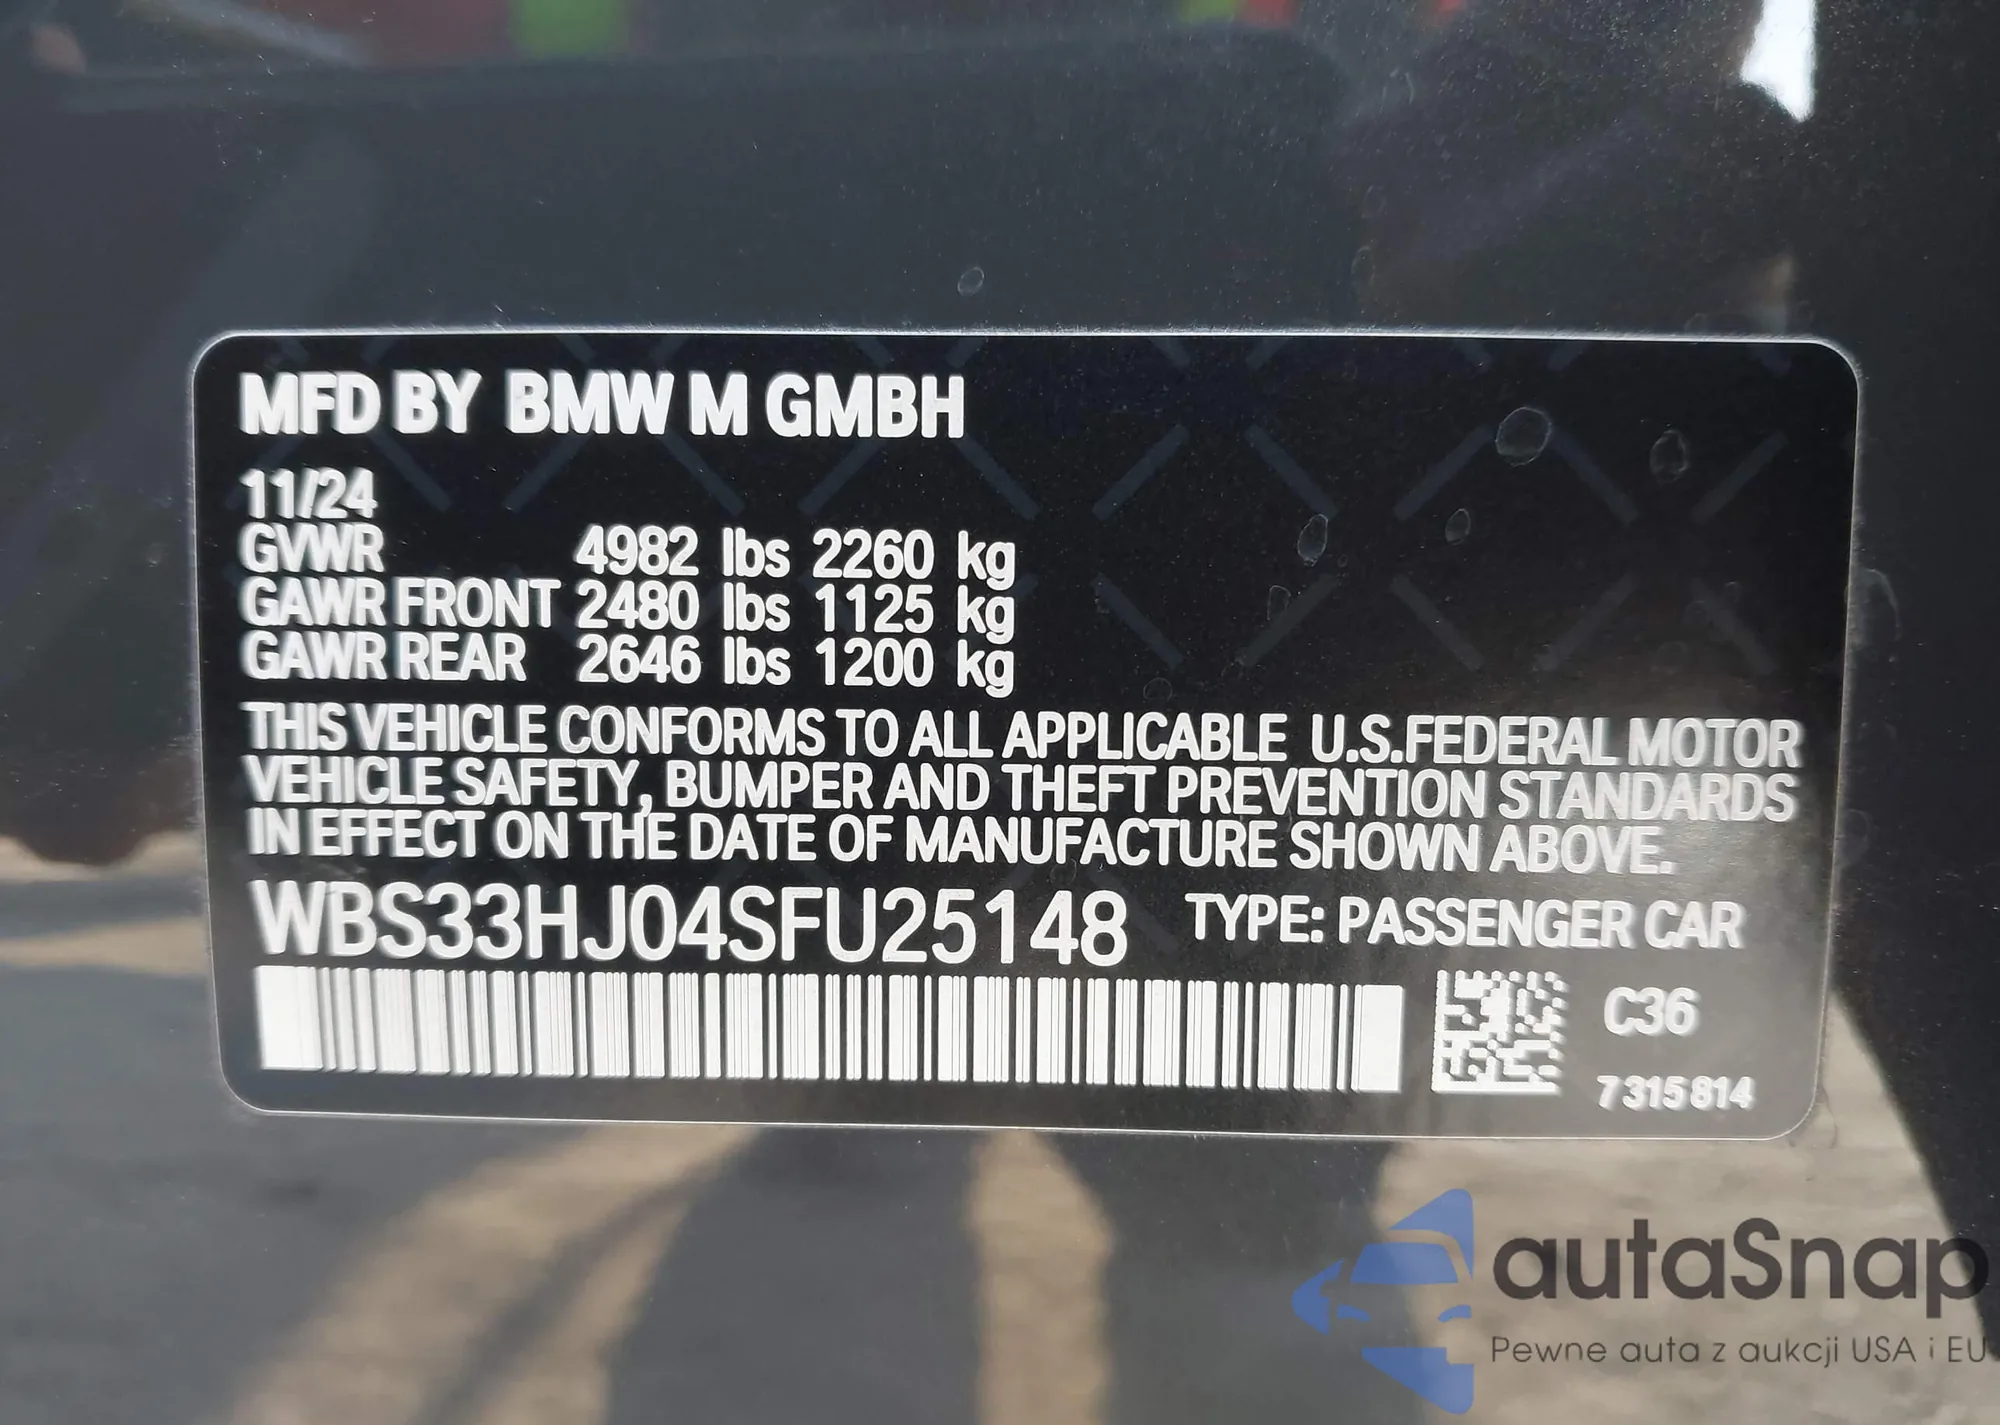 MFD BY BMW M GMBH
11/24
GVWR 4982 lbs 2260 kg
GAWR FRONT 2480 lbs 1125 kg
GAWR REAR 2646 lbs 1200 kg
THIS VEHICLE CONFORMS TO ALL APPLICABLE U.S.FEDERAL MOTOR
VEHICLE SAFETY, BUMPER AND THEFT PREVENTION STANDARDS
IN EFFECT ON THE DATE OF MANUFACTURE SHOWN ABOVE.
WBS33HJ04SFU25148 TYPE: PASSENGER CAR
C36
7315814
autaSnap
Pewne auta z aukcji USA i EU